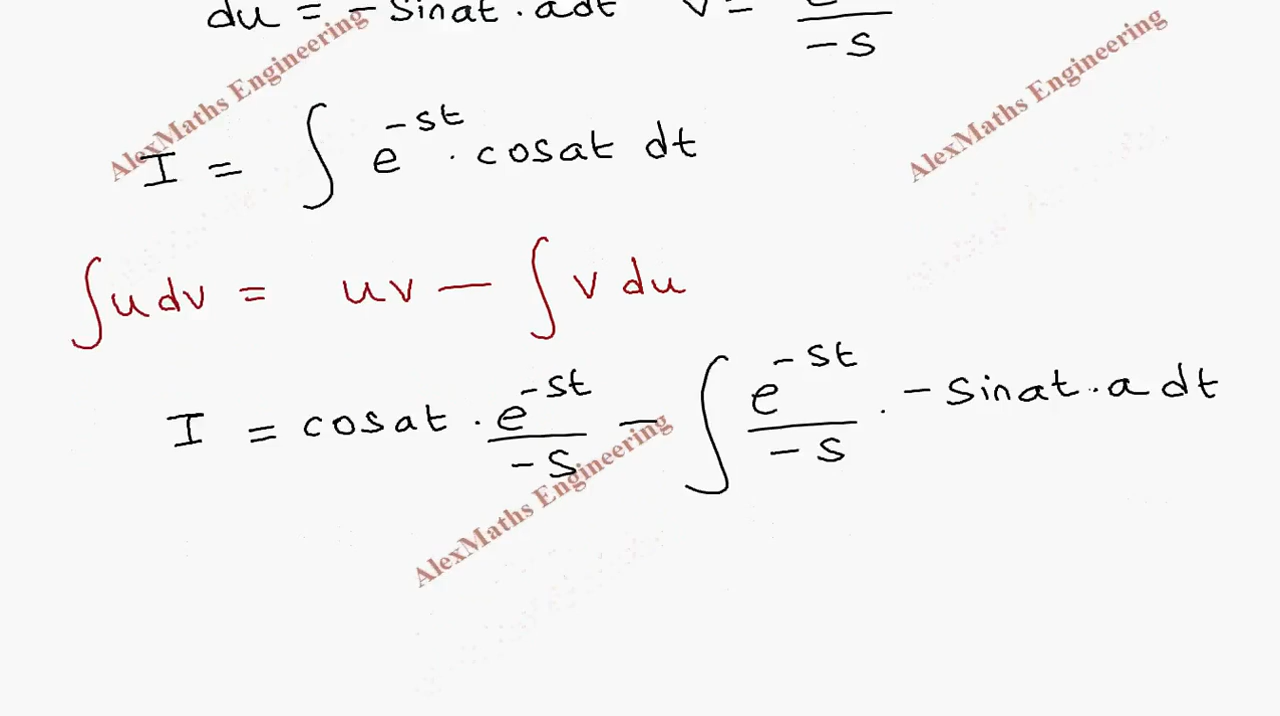 du = - sinat . adt V = e / -s
I = ∫ e^{-st} . cosat dt
∫u dv = uv - ∫ v du
I = cosat . e^{-st} / -s - ∫ e^{-st} / -s . - sinat . a dt
AlexMaths Engineering
AlexMaths Engineering
AlexMaths Engineering